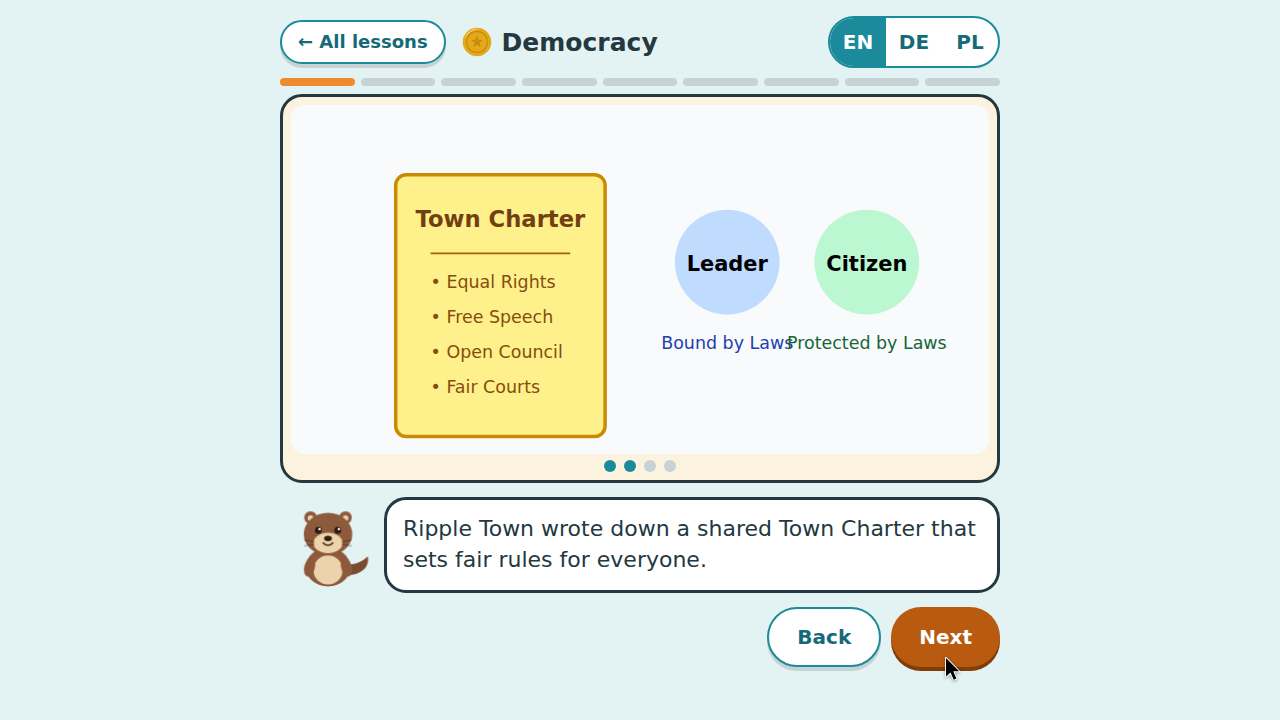 ← All lessons
Democracy
EN DE PL
Town Charter
• Equal Rights
• Free Speech
• Open Council
• Fair Courts
Leader
Citizen
Bound by Laws
Protected by Laws
Ripple Town wrote down a shared Town Charter that
sets fair rules for everyone.
Back
Next